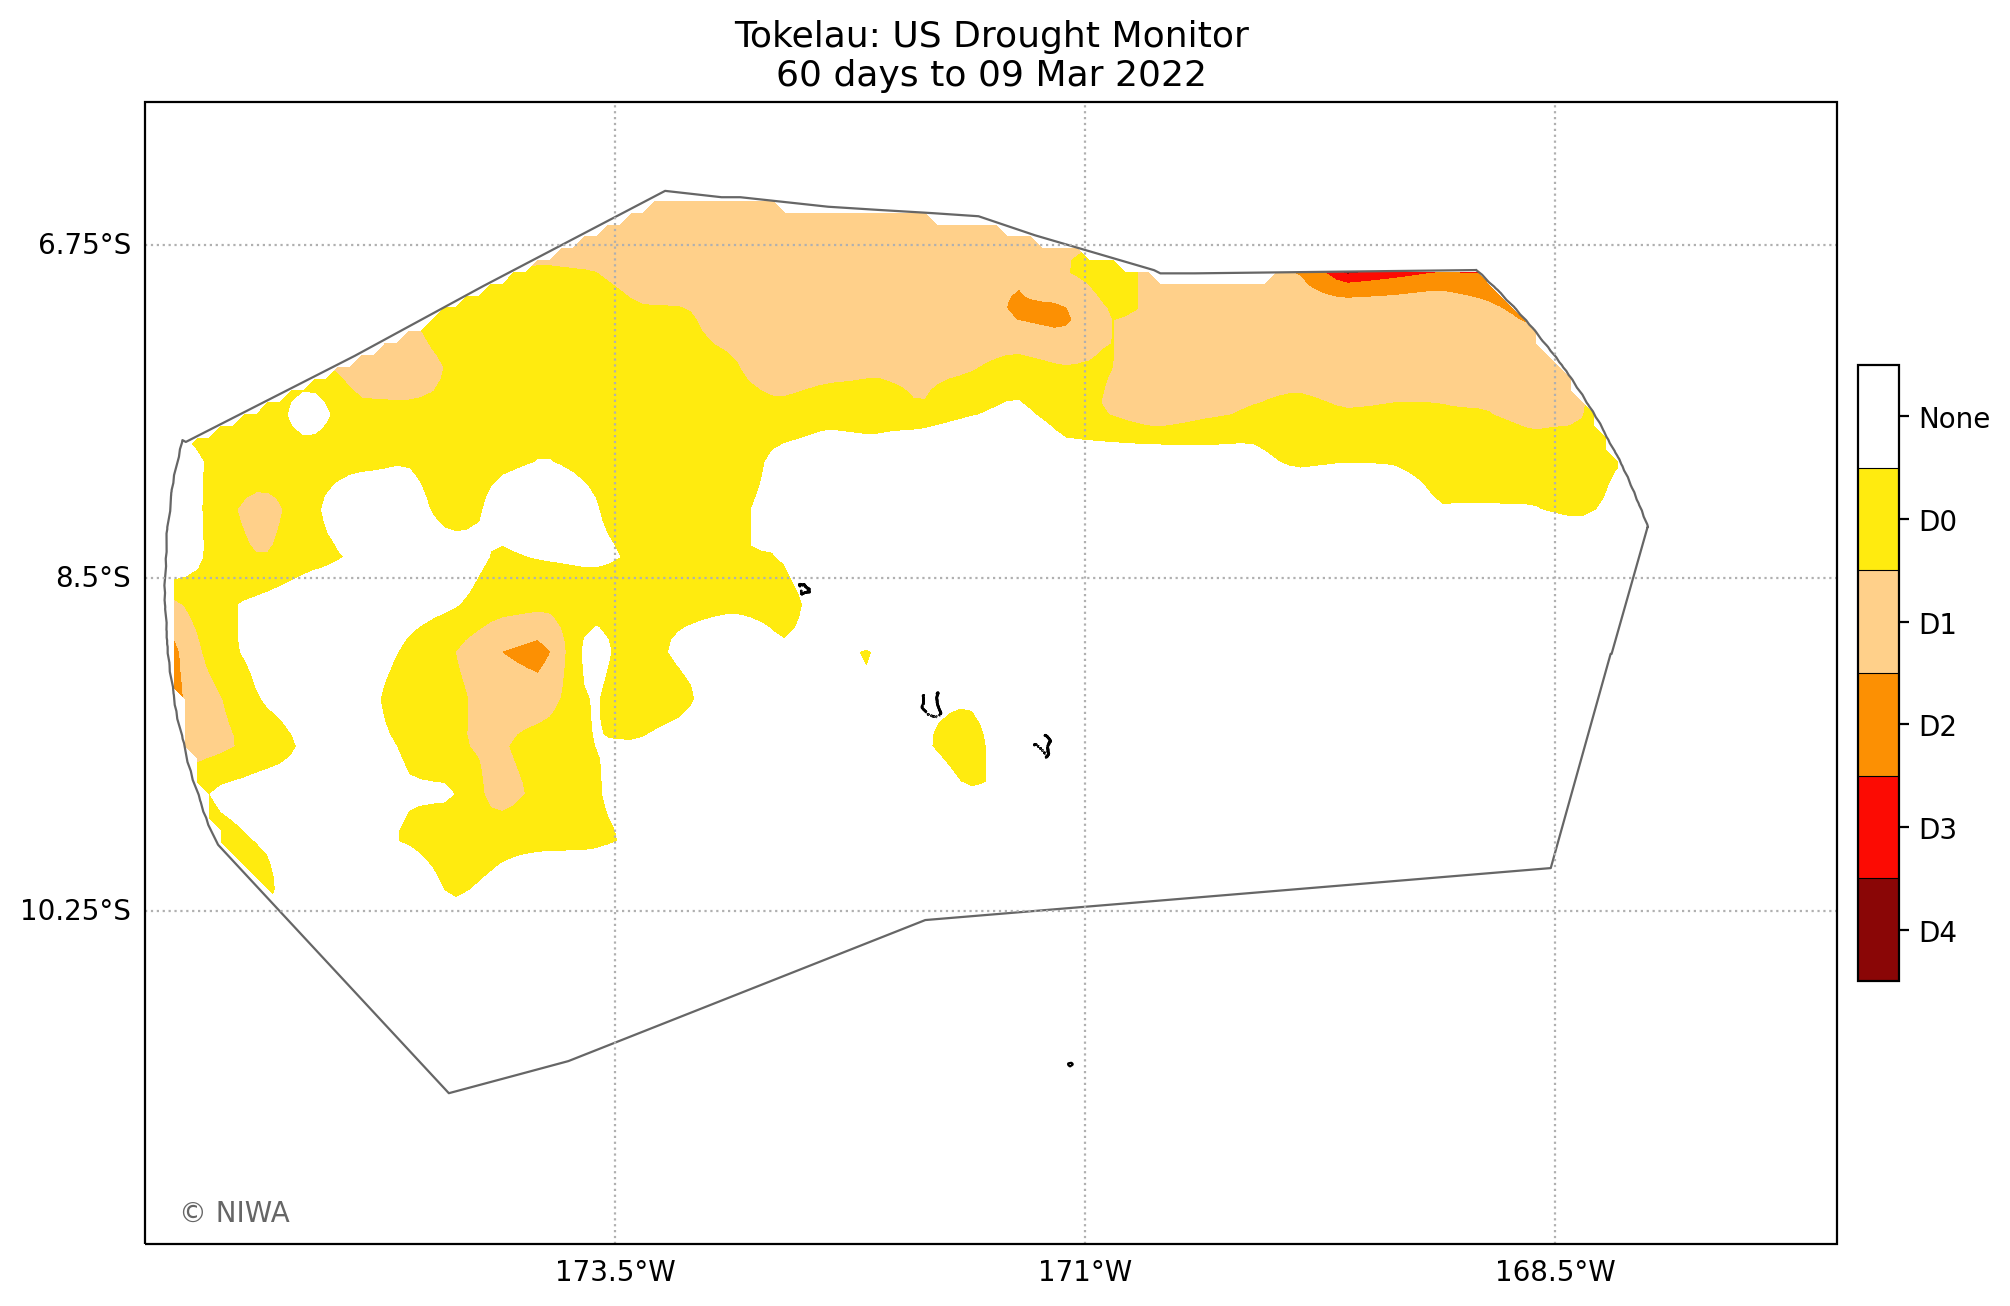 Tokelau: US Drought Monitor
60 days to 09 Mar 2022
6.75°S
8.5°S
10.25°S
173.5°W
171°W
168.5°W
None
D0
D1
D2
D3
D4
© NIWA